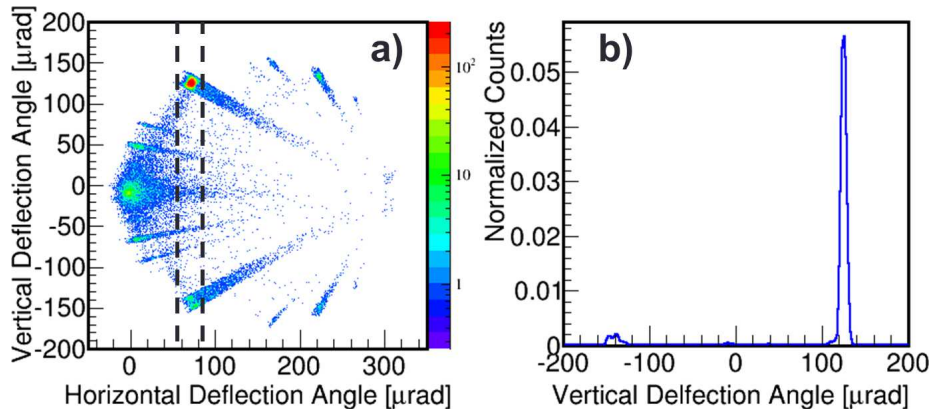 a)
Vertical Deflection Angle [μrad]
200
150
100
50
0
-50
-100
-150
-200
0 100 200 300
Horizontal Deflection Angle [μrad]
10²
10
1
b)
Normalized Counts
0.05
0.04
0.03
0.02
0.01
0
-200 -100 0 100 200
Vertical Delfection Angle [μrad]